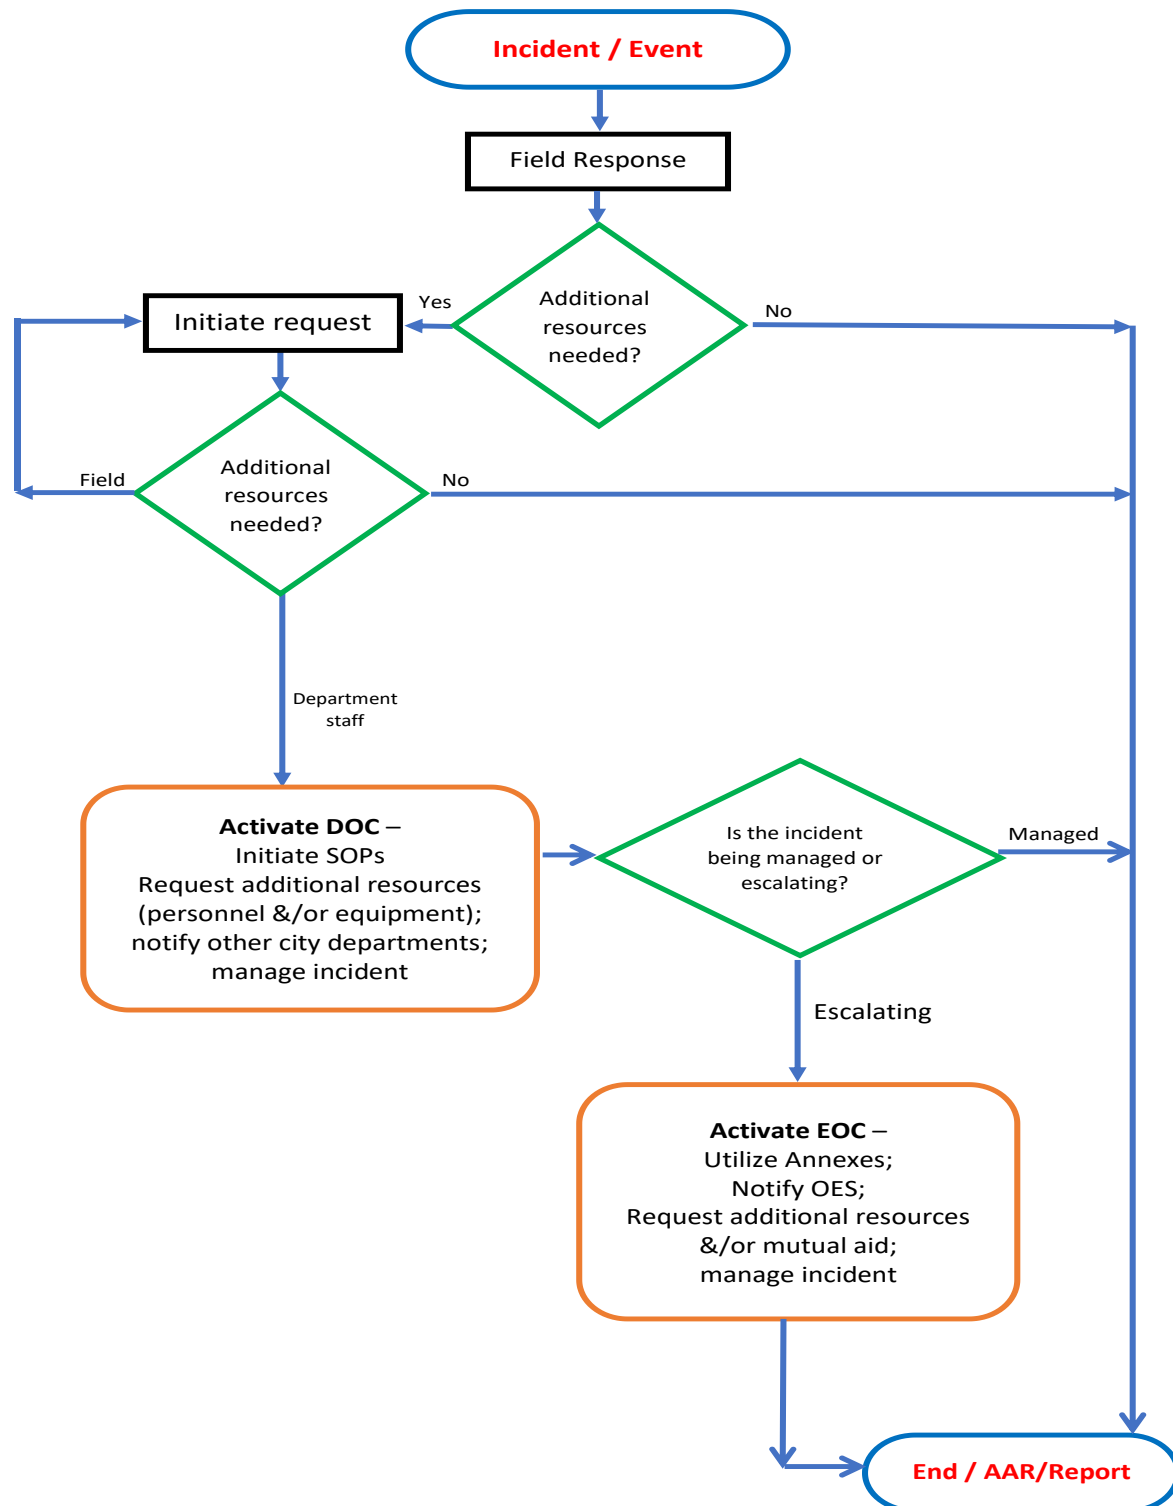 Incident / Event
Field Response
Additional
resources
needed?
Yes
No
Initiate request
Additional
resources
needed?
Field
No
Department
staff
Activate DOC –
Initiate SOPs
Request additional resources
(personnel &/or equipment);
notify other city departments;
manage incident
Is the incident
being managed or
escalating?
Managed
Escalating
Activate EOC –
Utilize Annexes;
Notify OES;
Request additional resources
&/or mutual aid;
manage incident
End / AAR/Report